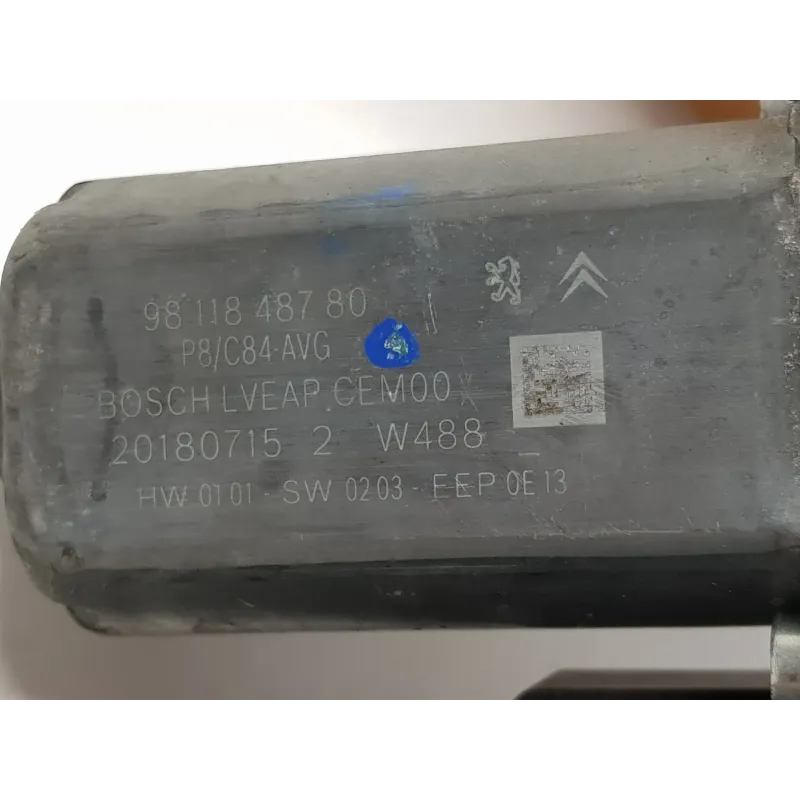 98 118 487 80
P8/C84-AVG
BOSCH LVEAP CEM00
20180715 2 W488 _
HW 0101 - SW 0203 - EEP 0E13